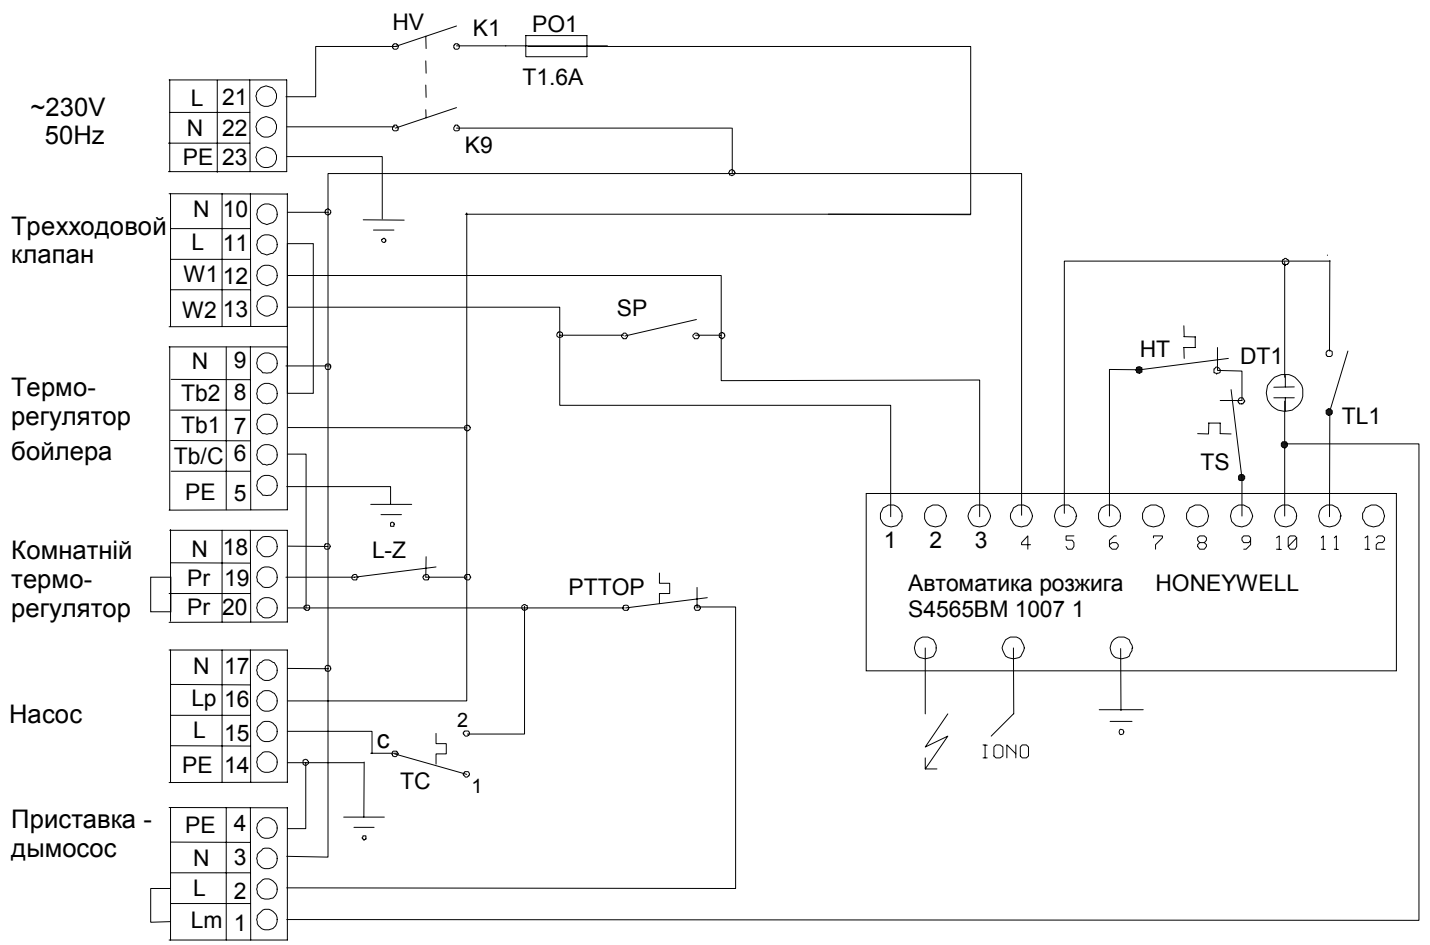 HV
K1
PO1
T1.6A
~230V
50Hz
L 21
N 22
PE 23
K9
Трехходовой
клапан
N 10
L 11
W1 12
W2 13
SP
Термо-
регулятор
бойлера
N 9
Tb2 8
Tb1 7
Tb/C 6
PE 5
HT
DT1
TL1
TS
Комнатній
термо-
регулятор
N 18
Pr 19
Pr 20
L-Z
PTTOP
1 2 3 4 5 6 7 8 9 10 11 12
Автоматика розжига HONEYWELL
S4565BM 1007 1
IONO
Насос
N 17
Lp 16
L 15
PE 14
C
2
1
TC
Приставка -
дымосос
PE 4
N 3
L 2
Lm 1